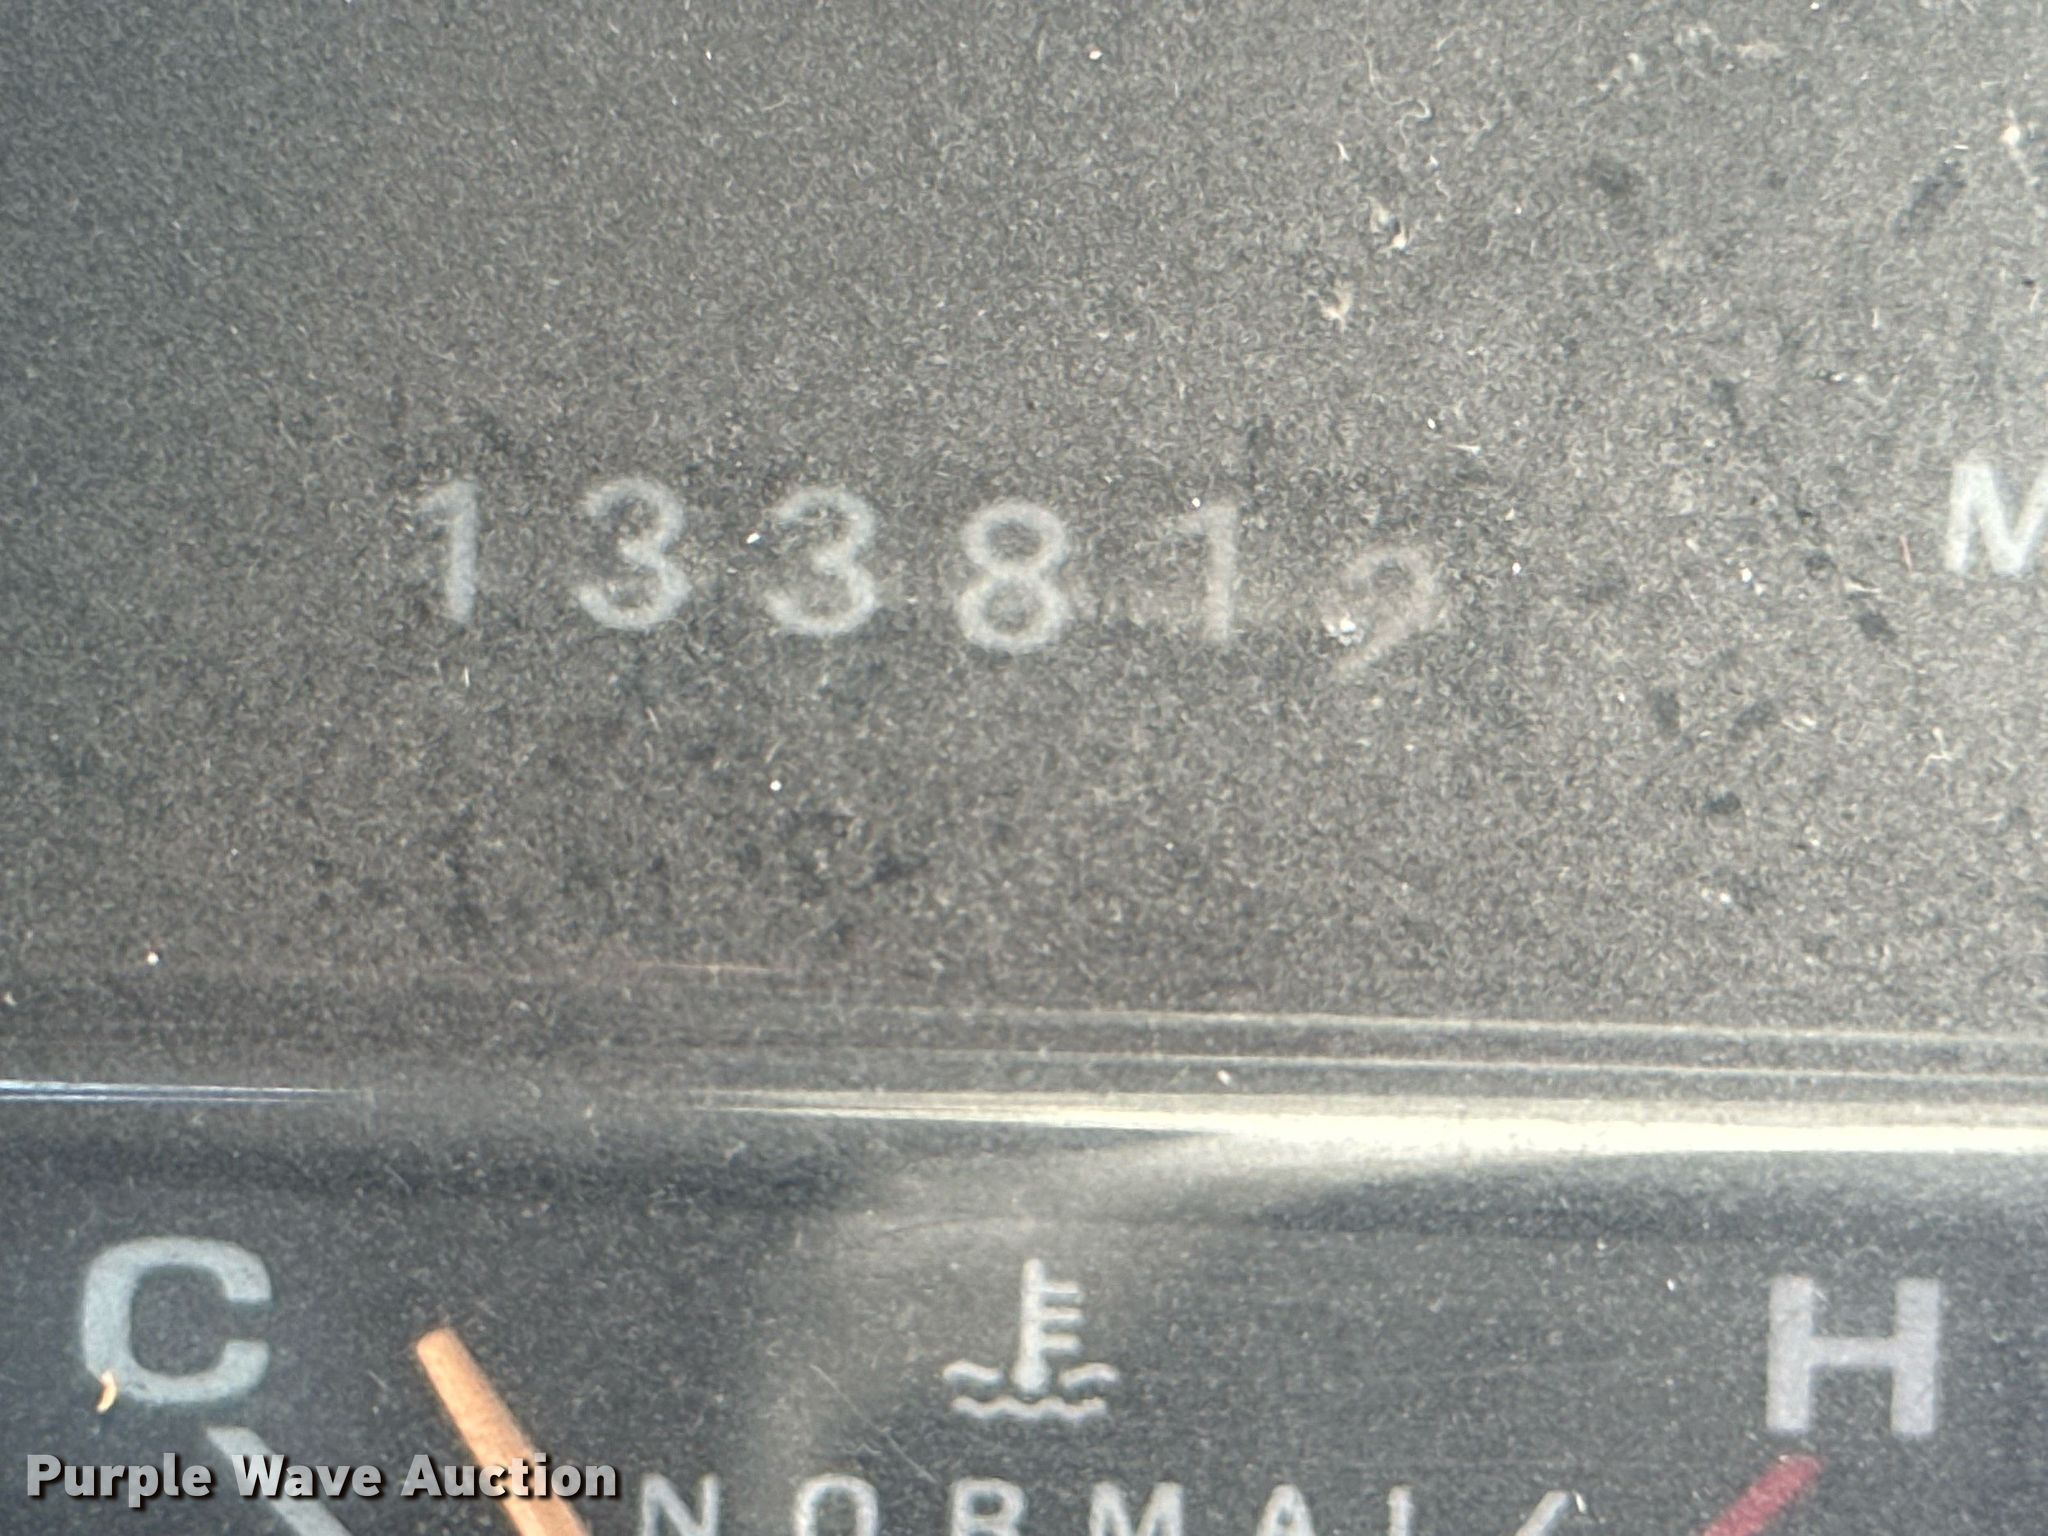 13381
M
C H
NORMAL
Purple Wave Auction